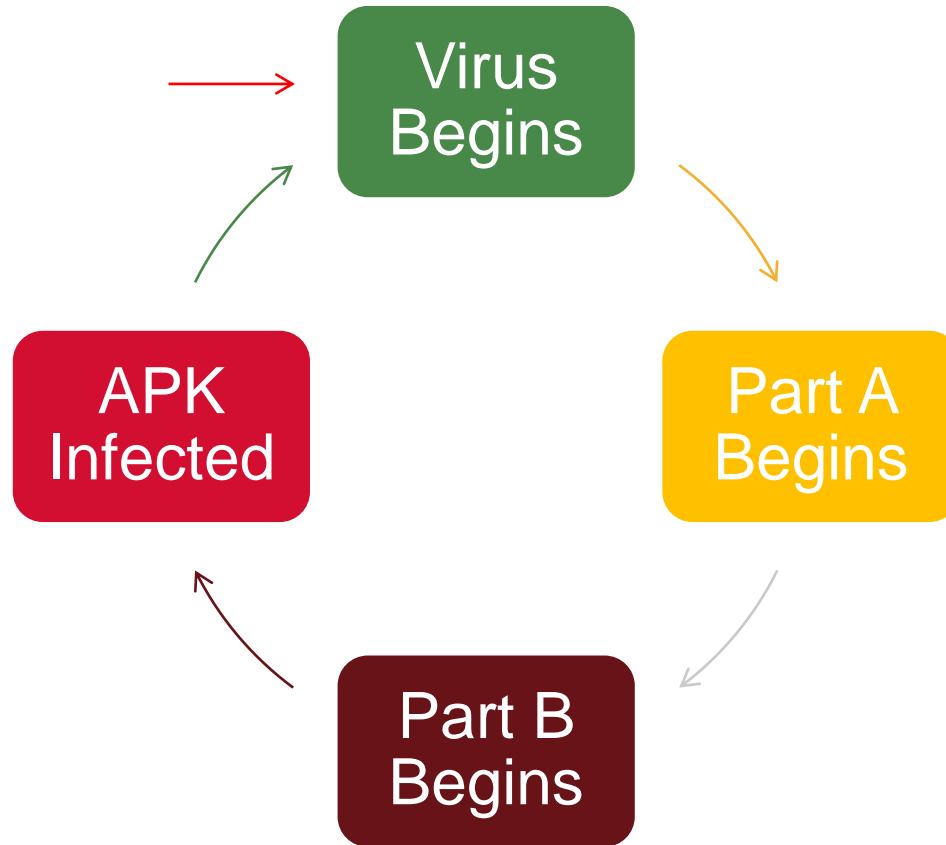 Virus
Begins
Part A
Begins
Part B
Begins
APK
Infected